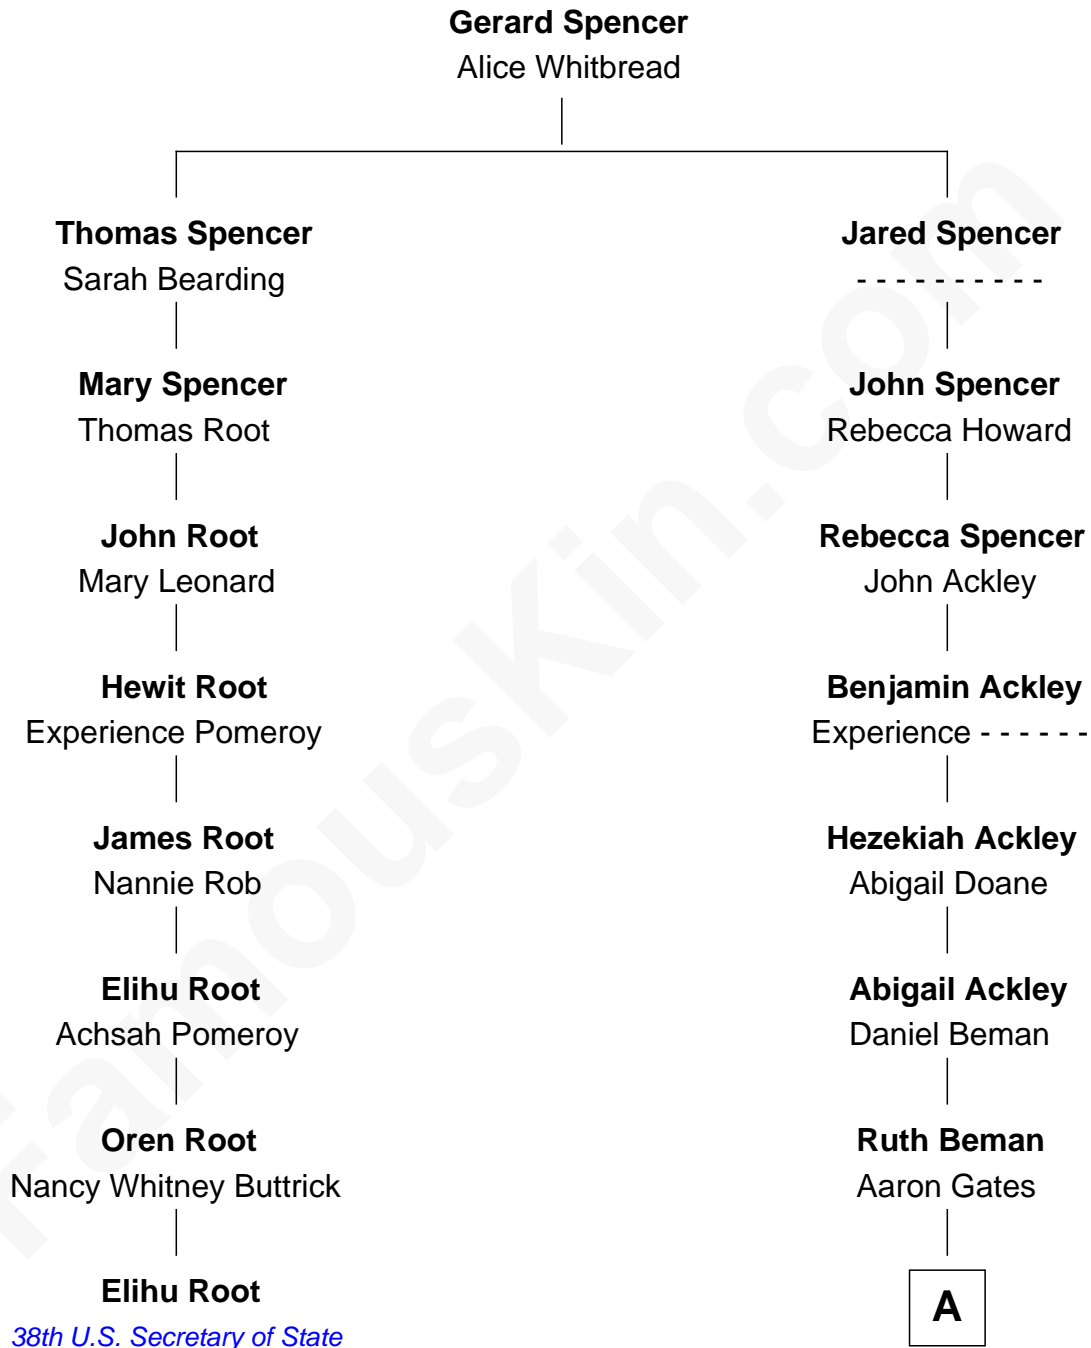 Gerard Spencer
Alice Whitbread
Thomas Spencer
Sarah Bearding
Mary Spencer
Thomas Root
John Root
Mary Leonard
Hewit Root
Experience Pomeroy
James Root
Nannie Rob
Elihu Root
Achsah Pomeroy
Oren Root
Nancy Whitney Buttrick
Elihu Root
38th U.S. Secretary of State
Jared Spencer
- - - - - - - - - -
John Spencer
Rebecca Howard
Rebecca Spencer
John Ackley
Benjamin Ackley
Experience - - - - - -
Hezekiah Ackley
Abigail Doane
Abigail Ackley
Daniel Beman
Ruth Beman
Aaron Gates
A
FamousKin.com